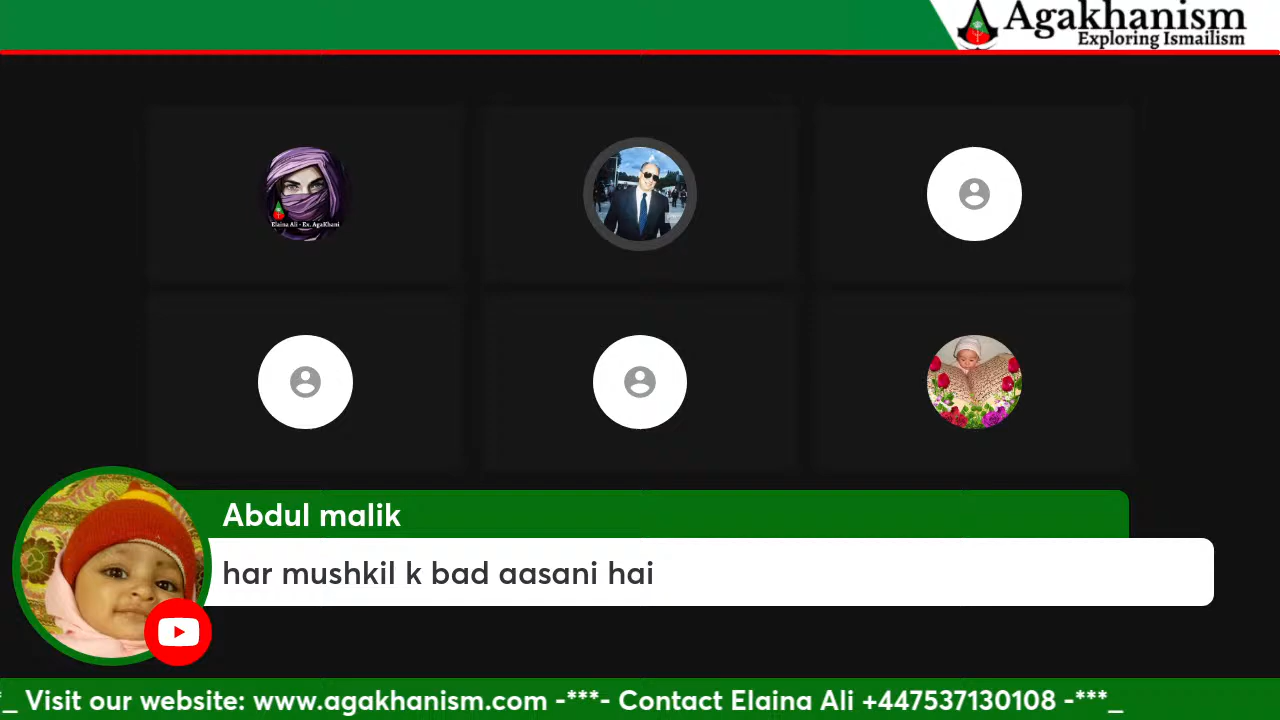 Agakhanism
Exploring Ismailism
Elaina Ali - Ex. AgaKhani
Abdul malik
har mushkil k bad aasani hai
*_ Visit our website: www.agakhanism.com -***- Contact Elaina Ali +447537130108 -***_